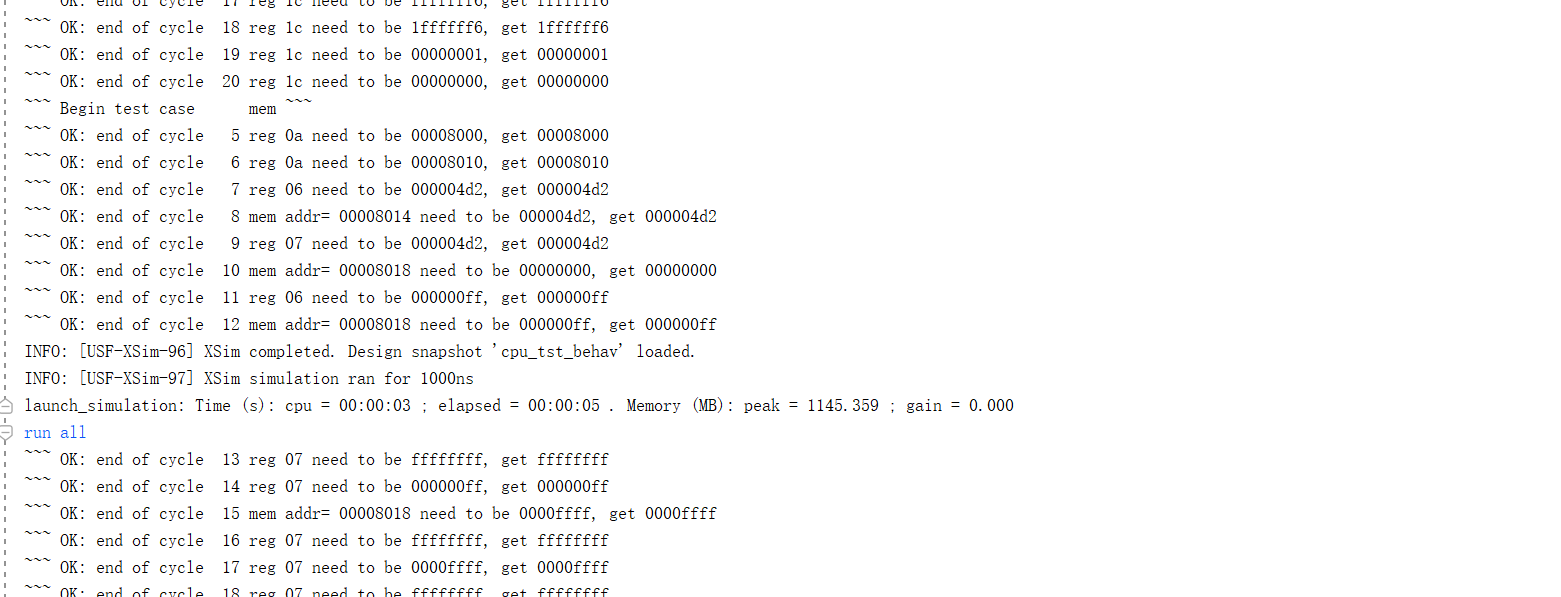 ~~~ OK: end of cycle  17 reg 1c need to be fffffff6, get fffffff6
~~~ OK: end of cycle  18 reg 1c need to be 1ffffff6, get 1ffffff6
~~~ OK: end of cycle  19 reg 1c need to be 00000001, get 00000001
~~~ OK: end of cycle  20 reg 1c need to be 00000000, get 00000000
~~~ Begin test case      mem ~~~
~~~ OK: end of cycle   5 reg 0a need to be 00008000, get 00008000
~~~ OK: end of cycle   6 reg 0a need to be 00008010, get 00008010
~~~ OK: end of cycle   7 reg 06 need to be 000004d2, get 000004d2
~~~ OK: end of cycle   8 mem addr= 00008014 need to be 000004d2, get 000004d2
~~~ OK: end of cycle   9 reg 07 need to be 000004d2, get 000004d2
~~~ OK: end of cycle  10 mem addr= 00008018 need to be 00000000, get 00000000
~~~ OK: end of cycle  11 reg 06 need to be 000000ff, get 000000ff
~~~ OK: end of cycle  12 mem addr= 00008018 need to be 000000ff, get 000000ff
INFO: [USF-XSim-96] XSim completed. Design snapshot 'cpu_tst_behav' loaded.
INFO: [USF-XSim-97] XSim simulation ran for 1000ns
launch_simulation: Time (s): cpu = 00:00:03 ; elapsed = 00:00:05 . Memory (MB): peak = 1145.359 ; gain = 0.000
run all
~~~ OK: end of cycle  13 reg 07 need to be ffffffff, get ffffffff
~~~ OK: end of cycle  14 reg 07 need to be 000000ff, get 000000ff
~~~ OK: end of cycle  15 mem addr= 00008018 need to be 0000ffff, get 0000ffff
~~~ OK: end of cycle  16 reg 07 need to be ffffffff, get ffffffff
~~~ OK: end of cycle  17 reg 07 need to be 0000ffff, get 0000ffff
~~~ OK: end of cycle  18 reg 07 need to be ffffffff, get ffffffff